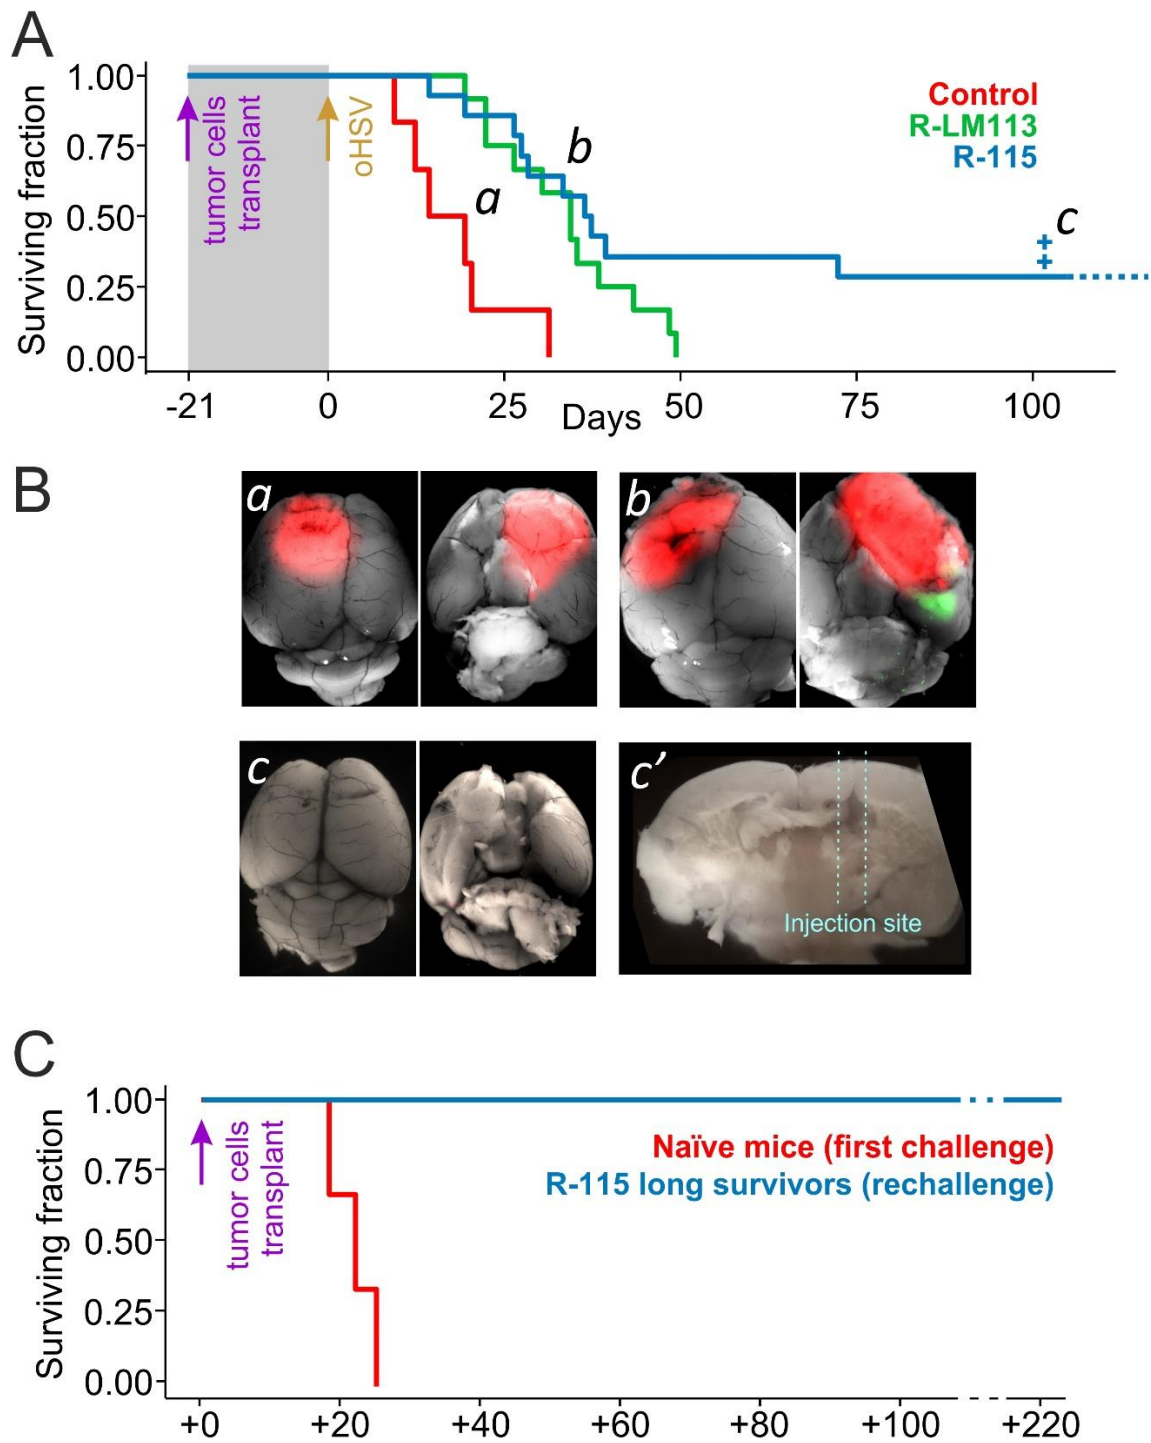 A
Surviving fraction
1.00
0.75
0.50
0.25
0.00
tumor cells
transplant
oHSV
a
b
c
Control
R-LM113
R-115
-21
0
25
50
75
100
Days
B
a
b
c
c’
Injection site
C
Surviving fraction
1.00
0.75
0.50
0.25
0.00
tumor cells
transplant
Naïve mice (first challenge)
R-115 long survivors (rechallenge)
+0
+20
+40
+60
+80
+100
+220